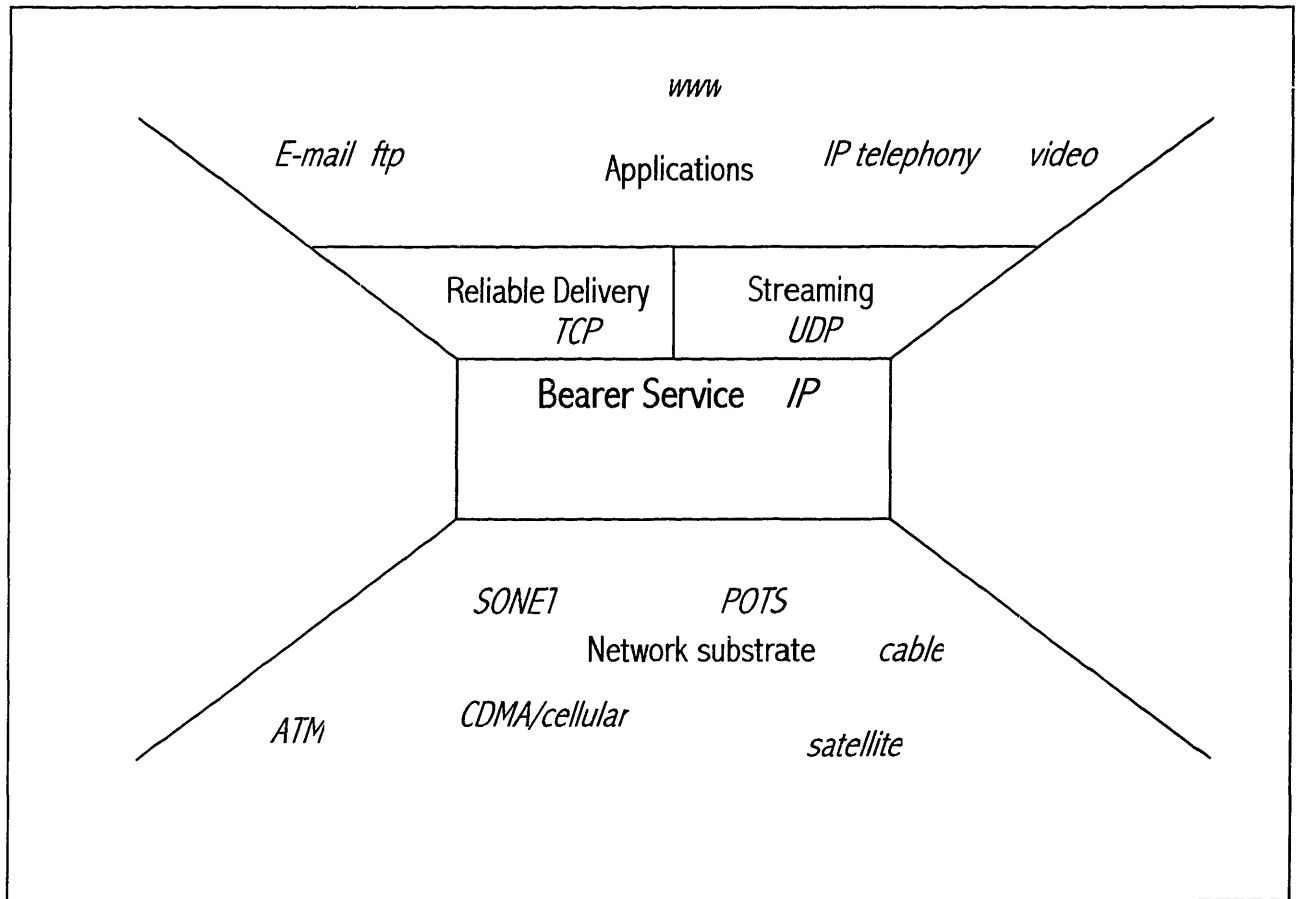 www
E-mail ftp
Applications
IP telephony video
Reliable Delivery
TCP
Streaming
UDP
Bearer Service IP
SONET
POTS
Network substrate
cable
ATM
CDMA/cellular
satellite